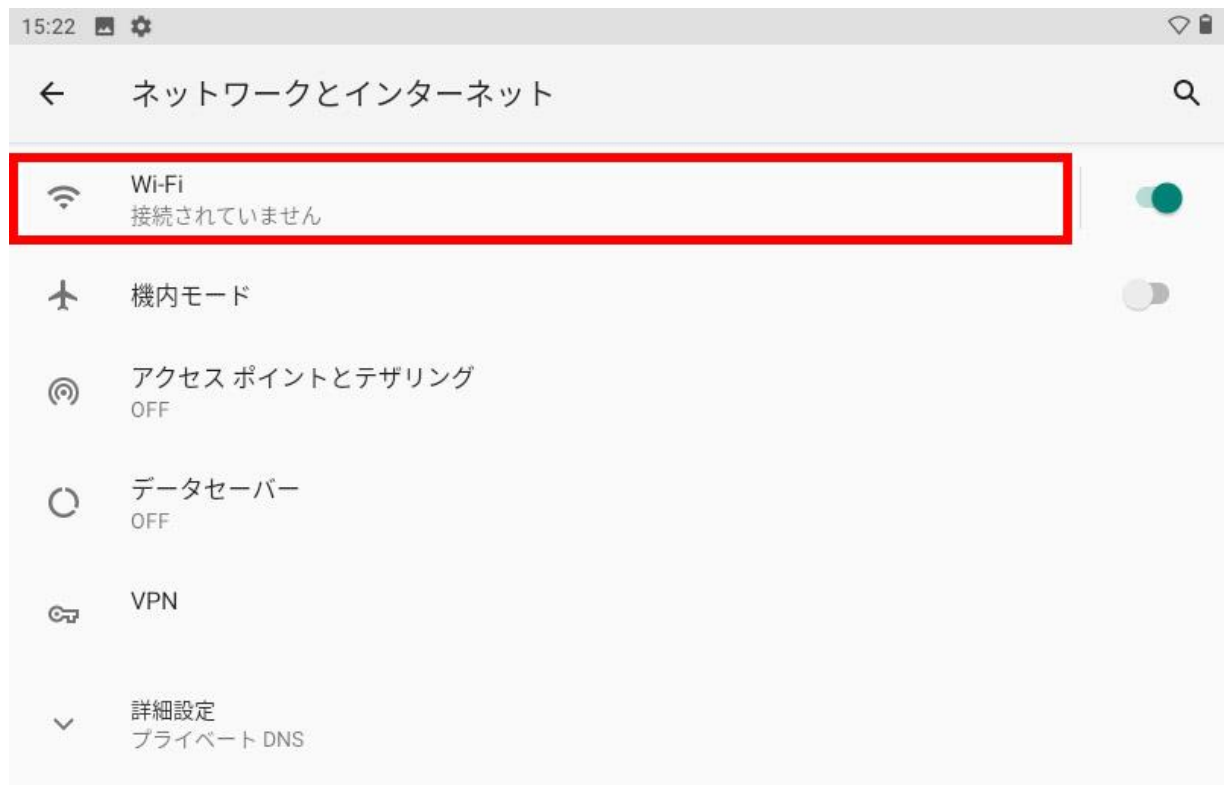 15:22
ネットワークとインターネット
Wi-Fi
接続されていません
機内モード
アクセス ポイントとテザリング
OFF
データセーバー
OFF
VPN
詳細設定
プライベート DNS